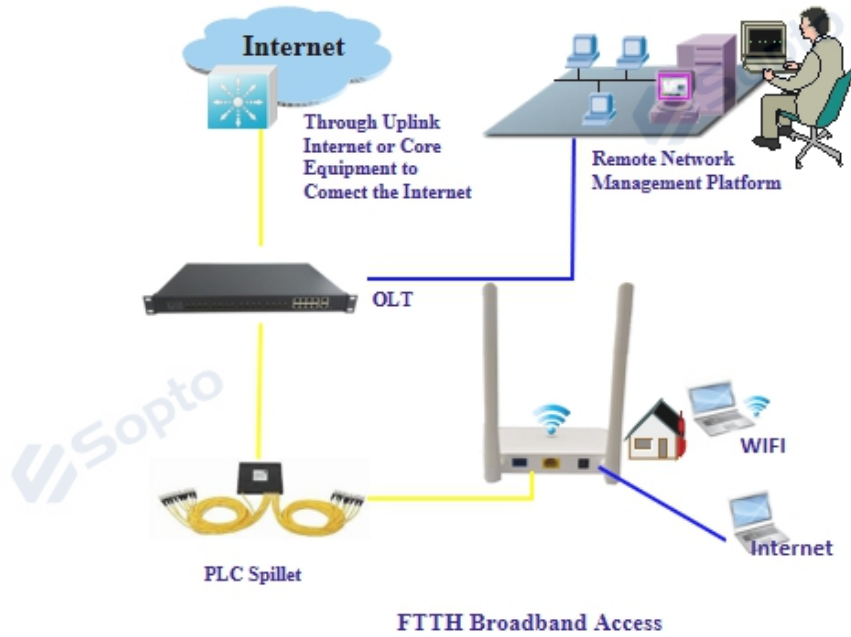 Internet
Through Uplink
Internet or Core
Equipment to
Comect the Internet
Remote Network
Management Platform
OLT
Sopto
Sopto
WIFI
Internet
PLC Spillet
FTTH Broadband Access